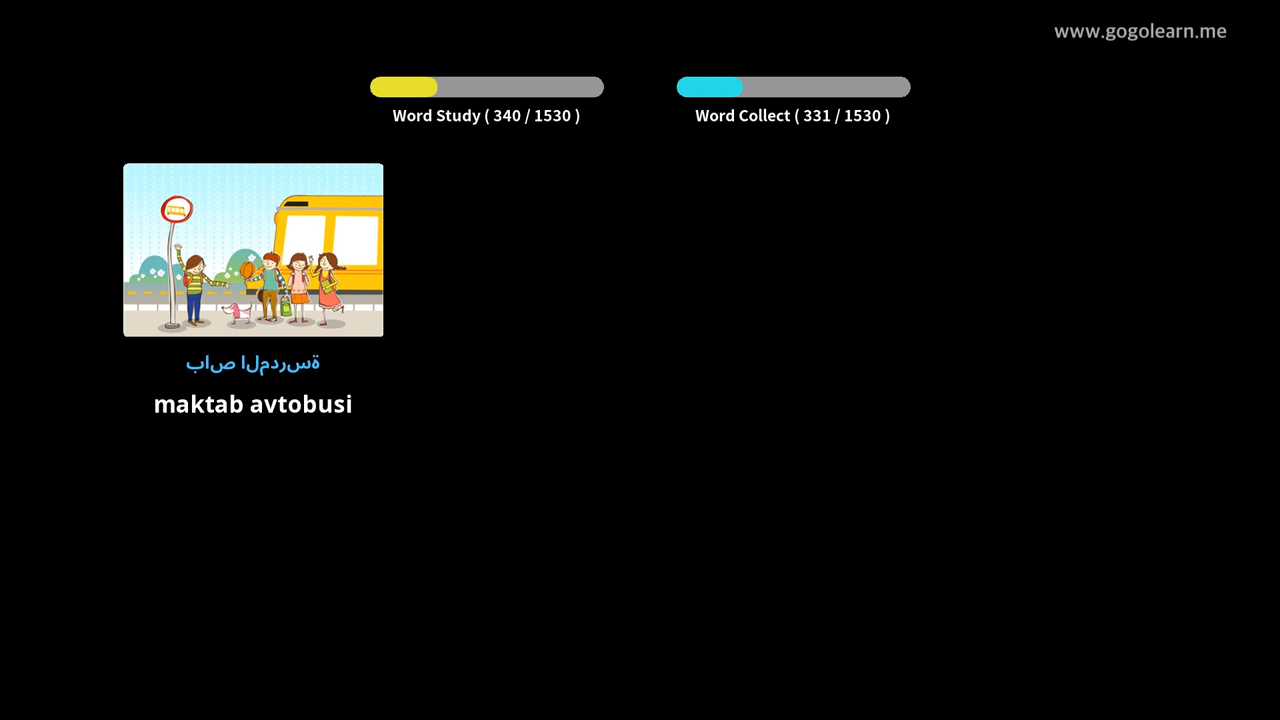 www.gogolearn.me
Word Study ( 340 / 1530 )
Word Collect ( 331 / 1530 )
باص المدرسة
maktab avtobusi